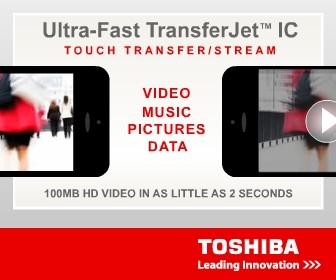 Ultra-Fast TransferJet™ IC
TOUCH TRANSFER/STREAM
VIDEO
MUSIC
PICTURES
DATA
100MB HD VIDEO IN AS LITTLE AS 2 SECONDS
TOSHIBA
Leading Innovation >>>